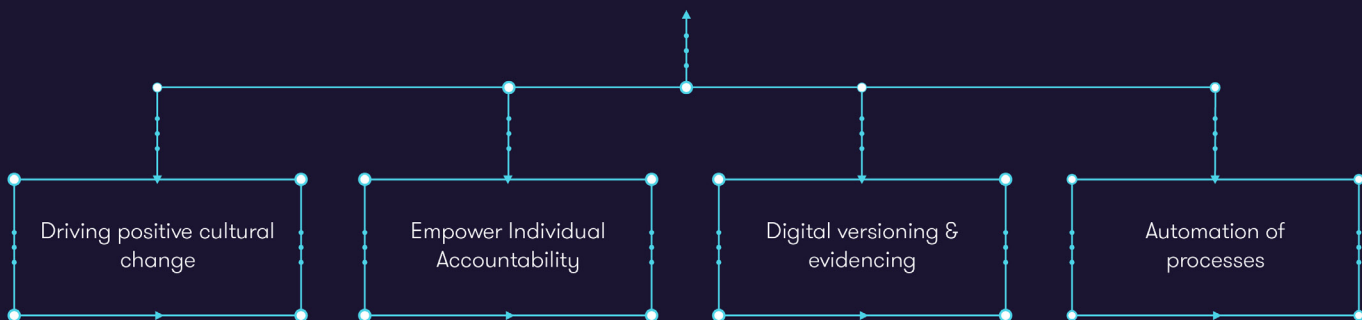 Driving positive cultural
change
Empower Individual
Accountability
Digital versioning &
evidencing
Automation of
processes